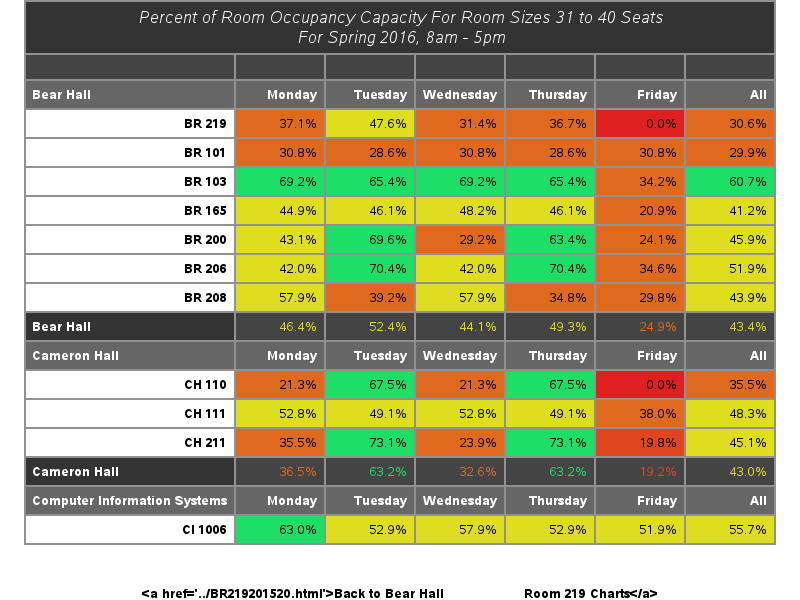 Percent of Room Occupancy Capacity For Room Sizes 31 to 40 Seats
For Spring 2016, 8am - 5pm
Bear Hall Monday Tuesday Wednesday Thursday Friday All
BR 219 37.1% 47.6% 31.4% 36.7% 0.0% 30.6%
BR 101 30.8% 28.6% 30.8% 28.6% 30.8% 29.9%
BR 103 69.2% 65.4% 69.2% 65.4% 34.2% 60.7%
BR 165 44.9% 46.1% 48.2% 46.1% 20.9% 41.2%
BR 200 43.1% 69.6% 29.2% 63.4% 24.1% 45.9%
BR 206 42.0% 70.4% 42.0% 70.4% 34.6% 51.9%
BR 208 57.9% 39.2% 57.9% 34.8% 29.8% 43.9%
Bear Hall 46.4% 52.4% 44.1% 49.3% 24.9% 43.4%
Cameron Hall Monday Tuesday Wednesday Thursday Friday All
CH 110 21.3% 67.5% 21.3% 67.5% 0.0% 35.5%
CH 111 52.8% 49.1% 52.8% 49.1% 38.0% 48.3%
CH 211 35.5% 73.1% 23.9% 73.1% 19.8% 45.1%
Cameron Hall 36.5% 63.2% 32.6% 63.2% 19.2% 43.0%
Computer Information Systems Monday Tuesday Wednesday Thursday Friday All
CI 1006 63.0% 52.9% 57.9% 52.9% 51.9% 55.7%
<a href='../BR219201520.html'>Back to Bear Hall Room 219 Charts</a>